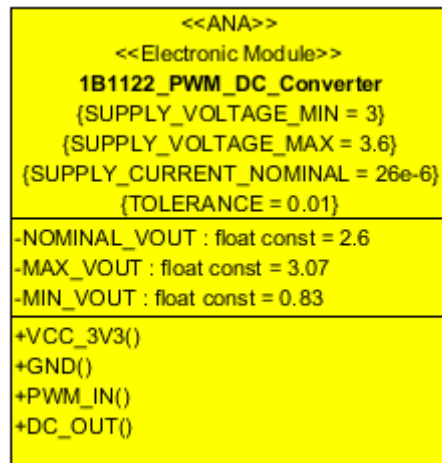 <<ANA>>
<<Electronic Module>>
1B1122_PWM_DC_Converter
{SUPPLY_VOLTAGE_MIN = 3}
{SUPPLY_VOLTAGE_MAX = 3.6}
{SUPPLY_CURRENT_NOMINAL = 26e-6}
{TOLERANCE = 0.01}
-NOMINAL_VOUT : float const = 2.6
-MAX_VOUT : float const = 3.07
-MIN_VOUT : float const = 0.83
+VCC_3V3()
+GND()
+PWM_IN()
+DC_OUT()